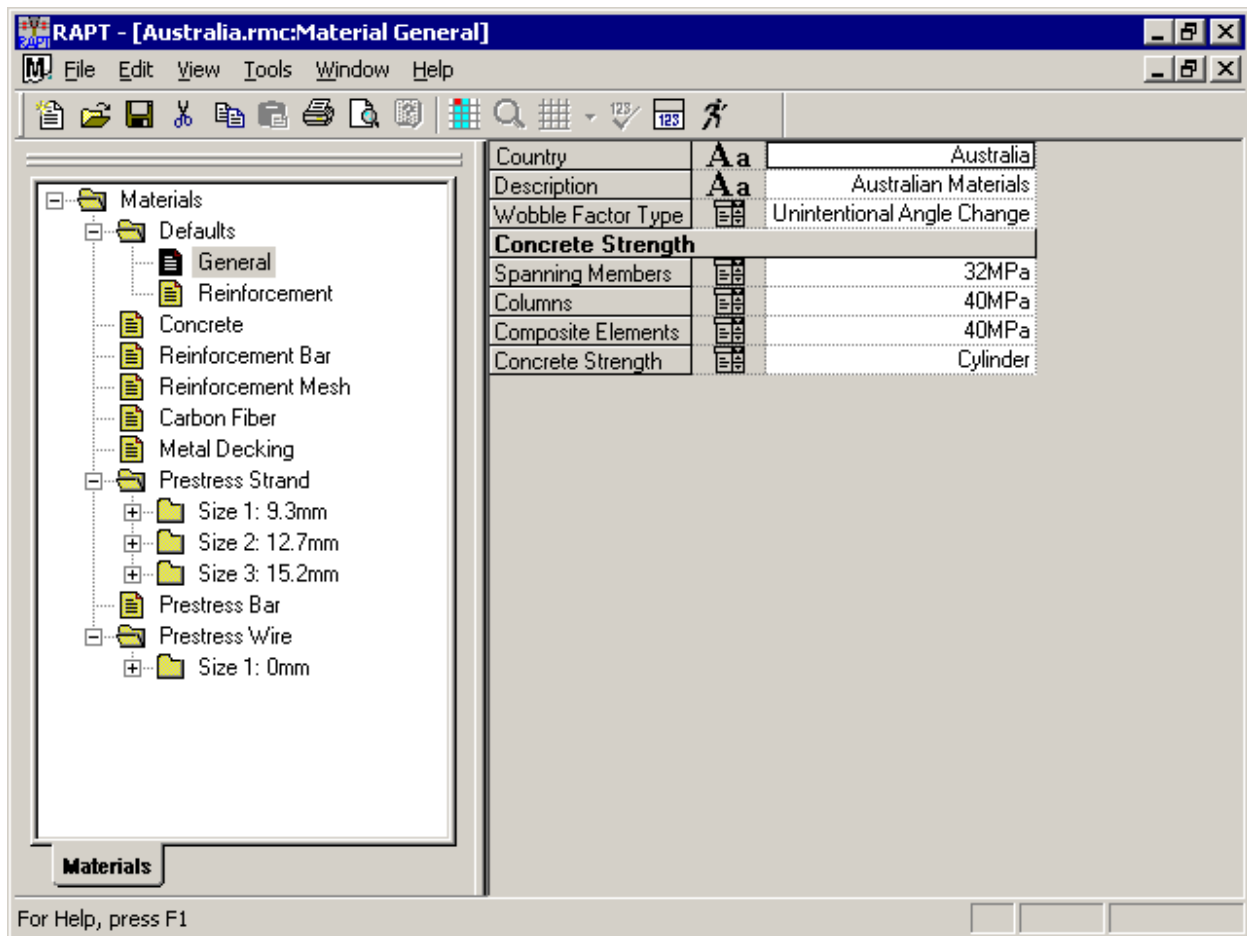 RAPT - [Australia.rmc:Material General]
File Edit View Tools Window Help
Materials
Defaults
General
Reinforcement
Concrete
Reinforcement Bar
Reinforcement Mesh
Carbon Fiber
Metal Decking
Prestress Strand
Size 1: 9.3mm
Size 2: 12.7mm
Size 3: 15.2mm
Prestress Bar
Prestress Wire
Size 1: 0mm
Materials
Country Aa Australia
Description Aa Australian Materials
Wobble Factor Type Unintentional Angle Change
Concrete Strength
Spanning Members 32MPa
Columns 40MPa
Composite Elements 40MPa
Concrete Strength Cylinder
For Help, press F1